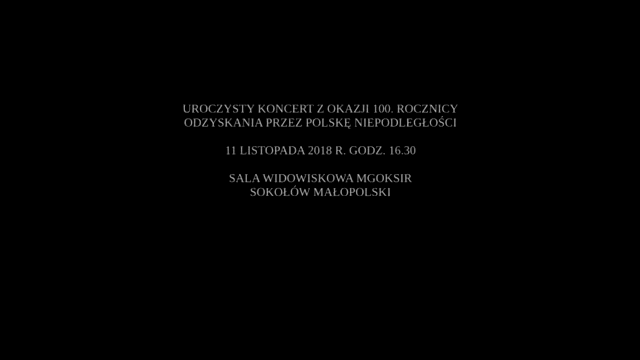 UROCZYSTY KONCERT Z OKAZJI 100. ROCZNICY
ODZYSKANIA PRZEZ POLSKĘ NIEPODLEGŁOŚCI
11 LISTOPADA 2018 R. GODZ. 16.30
SALA WIDOWISKOWA MGOKSIR
SOKOŁÓW MAŁOPOLSKI